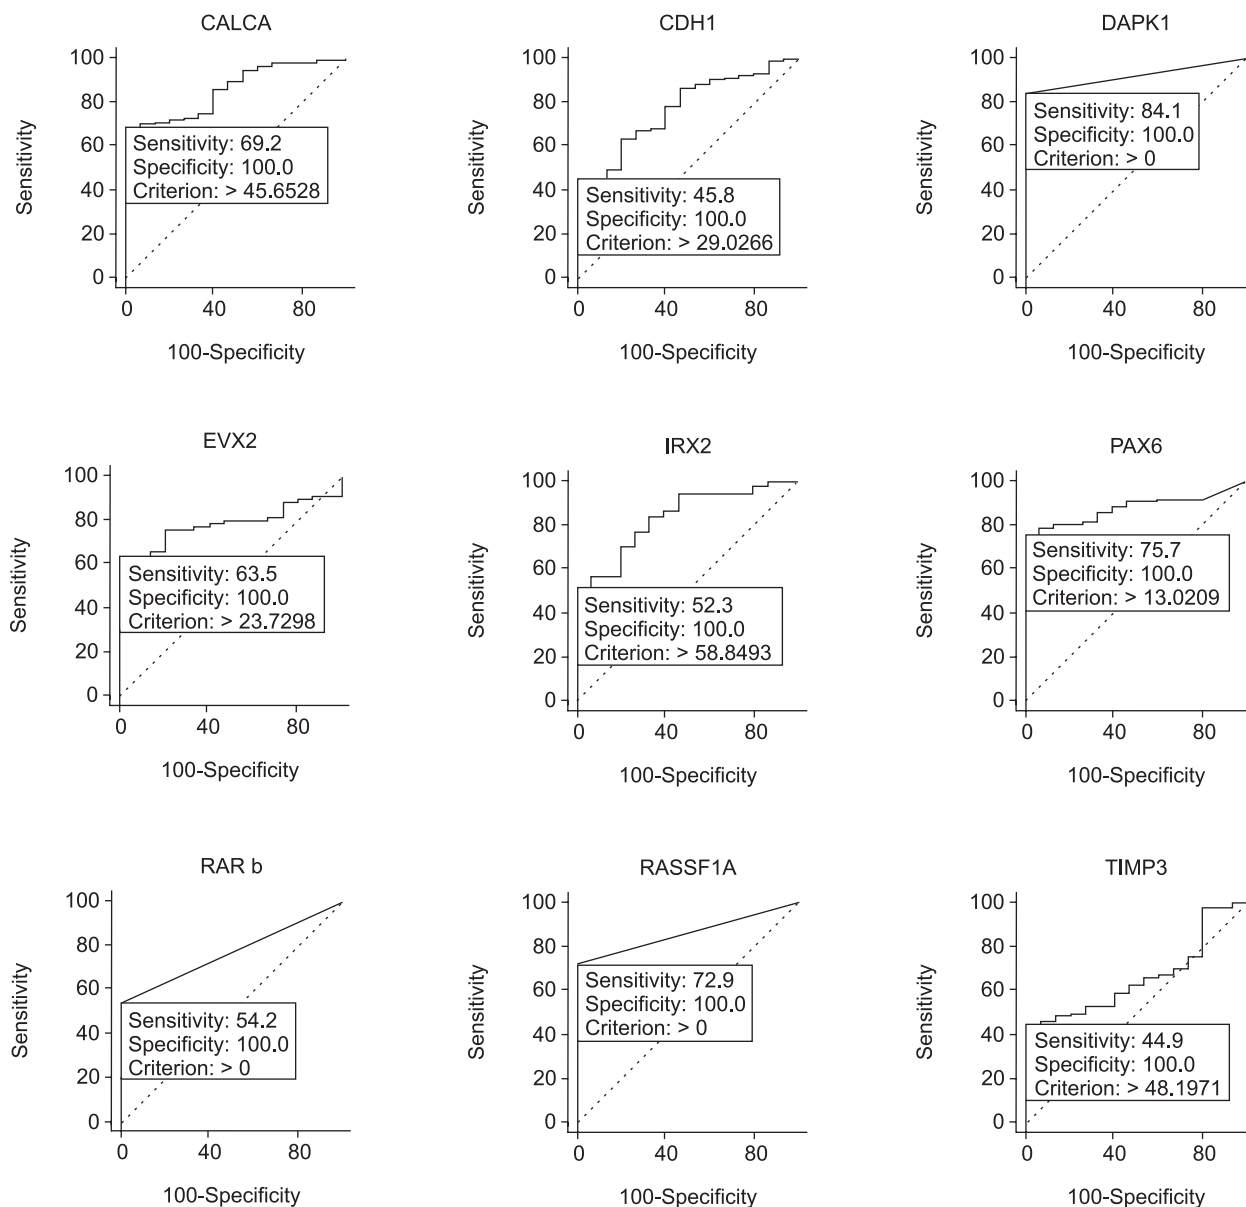 CALCA
100
80
60
40
20
0
Sensitivity
Sensitivity: 69.2
Specificity: 100.0
Criterion: > 45.6528
0
40
80
100-Specificity
CDH1
100
80
60
40
20
0
Sensitivity
Sensitivity: 45.8
Specificity: 100.0
Criterion: > 29.0266
0
40
80
100-Specificity
DAPK1
100
80
60
40
20
0
Sensitivity
Sensitivity: 84.1
Specificity: 100.0
Criterion: > 0
0
40
80
100-Specificity
EVX2
100
80
60
40
20
0
Sensitivity
Sensitivity: 63.5
Specificity: 100.0
Criterion: > 23.7298
0
40
80
100-Specificity
IRX2
100
80
60
40
20
0
Sensitivity
Sensitivity: 52.3
Specificity: 100.0
Criterion: > 58.8493
0
40
80
100-Specificity
PAX6
100
80
60
40
20
0
Sensitivity
Sensitivity: 75.7
Specificity: 100.0
Criterion: > 13.0209
0
40
80
100-Specificity
RAR b
100
80
60
40
20
0
Sensitivity
Sensitivity: 54.2
Specificity: 100.0
Criterion: > 0
0
40
80
100-Specificity
RASSF1A
100
80
60
40
20
0
Sensitivity
Sensitivity: 72.9
Specificity: 100.0
Criterion: > 0
0
40
80
100-Specificity
TIMP3
100
80
60
40
20
0
Sensitivity
Sensitivity: 44.9
Specificity: 100.0
Criterion: > 48.1971
0
40
80
100-Specificity